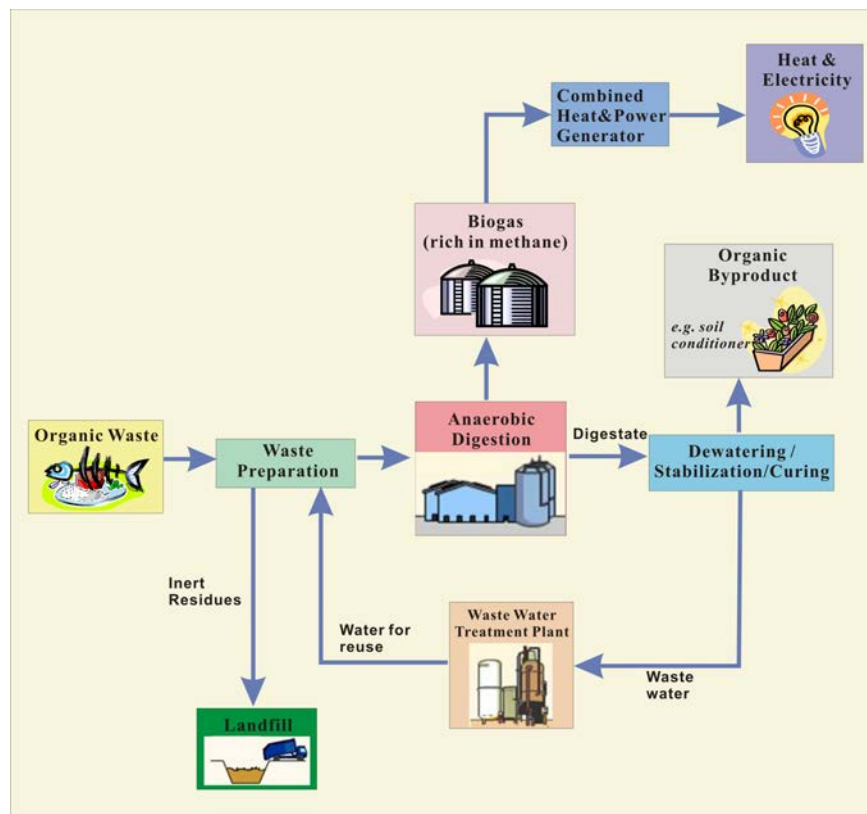 Heat &
Electricity
Combined
Heat&Power
Generator
Biogas
(rich in methane)
Organic
Byproduct
e.g. soil
conditioner
Organic Waste
Waste
Preparation
Anaerobic
Digestion
Digestate
Dewatering /
Stabilization/Curing
Inert
Residues
Water for
reuse
Waste Water
Treatment Plant
Waste
water
Landfill